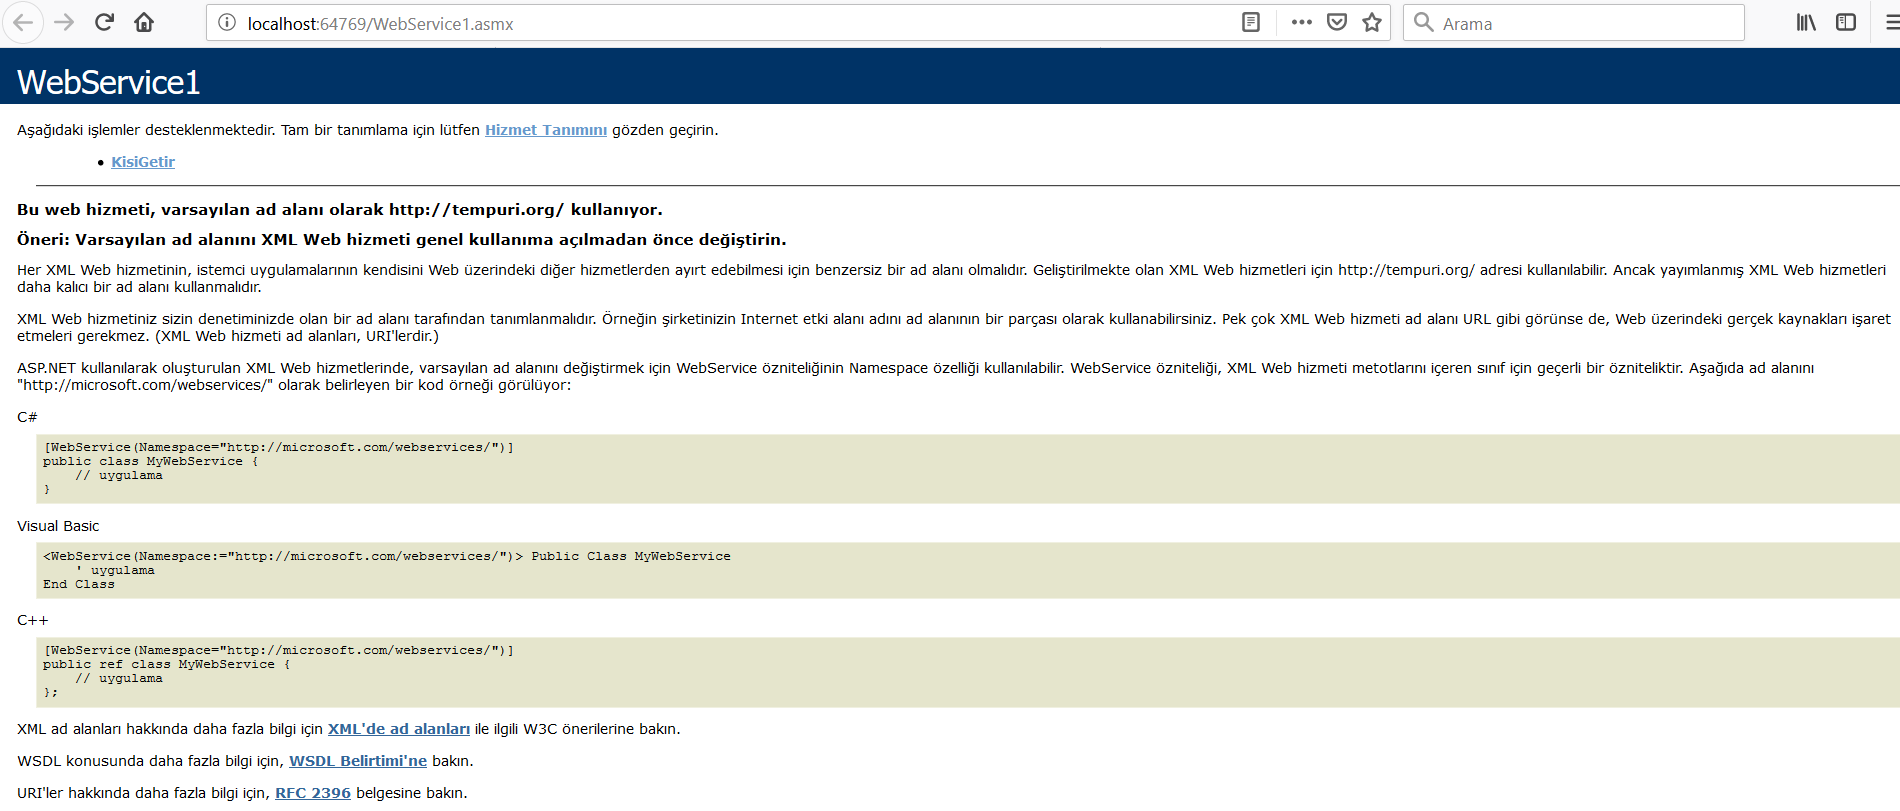 localhost:64769/WebService1.asmx
Arama
WebService1
Aşağıdaki işlemler desteklenmektedir. Tam bir tanımlama için lütfen Hizmet Tanımını gözden geçirin.
• KisiGetir
Bu web hizmeti, varsayılan ad alanı olarak http://tempuri.org/ kullanıyor.
Öneri: Varsayılan ad alanını XML Web hizmeti genel kullanıma açılmadan önce değiştirin.
Her XML Web hizmetinin, istemci uygulamalarının kendisini Web üzerindeki diğer hizmetlerden ayırt edebilmesi için benzersiz bir ad alanı olmalıdır. Geliştirilmekte olan XML Web hizmetleri için http://tempuri.org/ adresi kullanılabilir. Ancak yayımlanmış XML Web hizmetleri
daha kalıcı bir ad alanı kullanmalıdır.
XML Web hizmetiniz sizin denetiminizde olan bir ad alanı tarafından tanımlanmalıdır. Örneğin şirketinizin Internet etki alanı adını ad alanının bir parçası olarak kullanabilirsiniz. Pek çok XML Web hizmeti ad alanı URL gibi görünse de, Web üzerindeki gerçek kaynakları işaret
etmeleri gerekmez. (XML Web hizmeti ad alanları, URI'lerdir.)
ASP.NET kullanılarak oluşturulan XML Web hizmetlerinde, varsayılan ad alanını değiştirmek için WebService özniteliğinin Namespace özelliği kullanılabilir. WebService özniteliği, XML Web hizmeti metotlarını içeren sınıf için geçerli bir özniteliktir. Aşağıda ad alanını
"http://microsoft.com/webservices/" olarak belirleyen bir kod örneği görülüyor:
C#
[WebService(Namespace="http://microsoft.com/webservices/")]
public class MyWebService {
    // uygulama
}
Visual Basic
<WebService(Namespace:="http://microsoft.com/webservices/")> Public Class MyWebService
    ' uygulama
End Class
C++
[WebService(Namespace="http://microsoft.com/webservices/")]
public ref class MyWebService {
    // uygulama
};
XML ad alanları hakkında daha fazla bilgi için XML'de ad alanları ile ilgili W3C önerilerine bakın.
WSDL konusunda daha fazla bilgi için, WSDL Belirtimi'ne bakın.
URI'ler hakkında daha fazla bilgi için, RFC 2396 belgesine bakın.